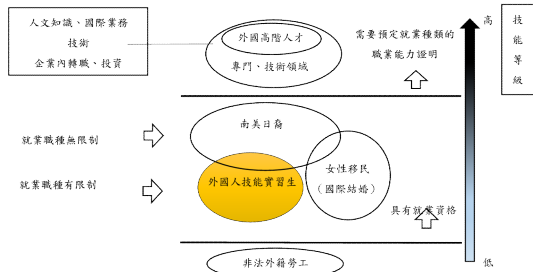 人文知識、國際業務
技術
企業內轉職、投資
外國高階人才
專門、技術領域
需要預定就業種類的
職業能力證明
高
技
能
等
級
南美日裔
就業職種無限制
就業職種有限制
外國人技能實習生
女性移民
（國際結婚）
具有就業資格
非法外籍勞工
低